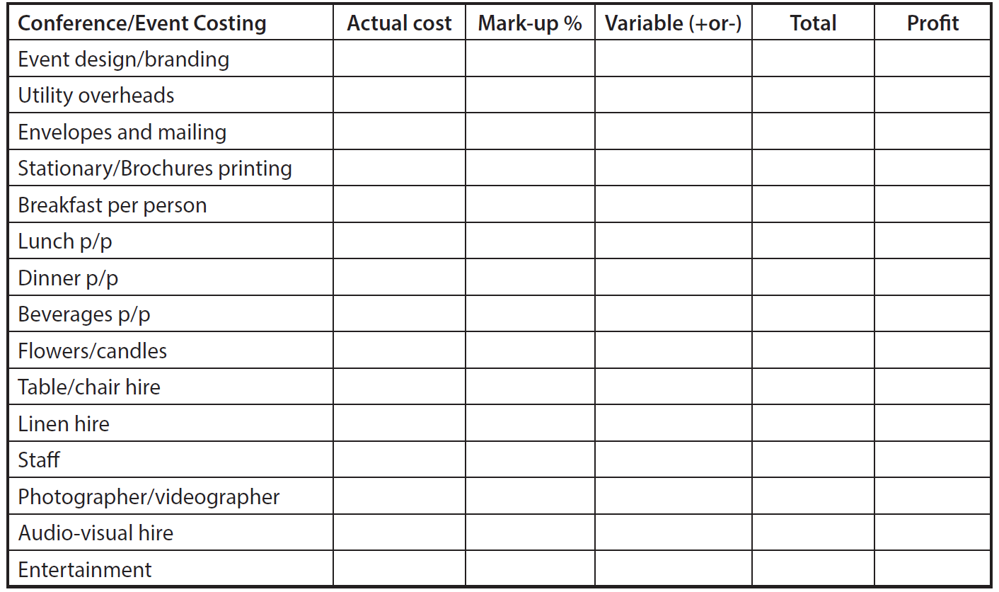 Conference/Event Costing Actual cost Mark-up % Variable (+or-) Total Profit
Event design/branding
Utility overheads
Envelopes and mailing
Stationary/Brochures printing
Breakfast per person
Lunch p/p
Dinner p/p
Beverages p/p
Flowers/candles
Table/chair hire
Linen hire
Staff
Photographer/videographer
Audio-visual hire
Entertainment